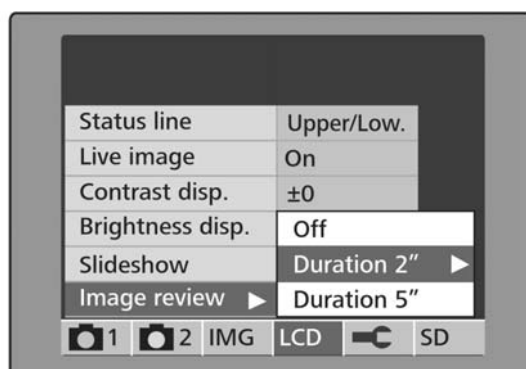 Status line Upper/Low.
Live image On
Contrast disp. ±0
Brightness disp. Off
Slideshow Duration 2″
Image review Duration 5″
1 2 IMG LCD SD